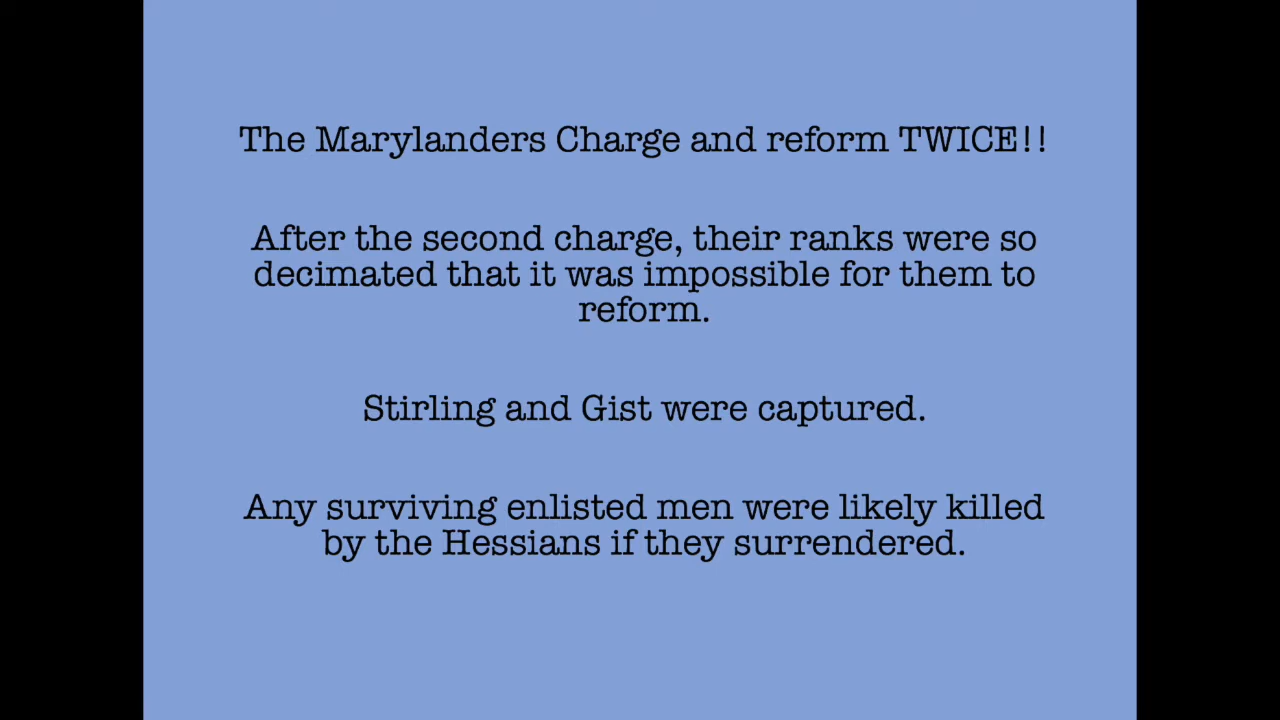 The Marylanders Charge and reform TWICE!!
After the second charge, their ranks were so
decimated that it was impossible for them to
reform.
Stirling and Gist were captured.
Any surviving enlisted men were likely killed
by the Hessians if they surrendered.